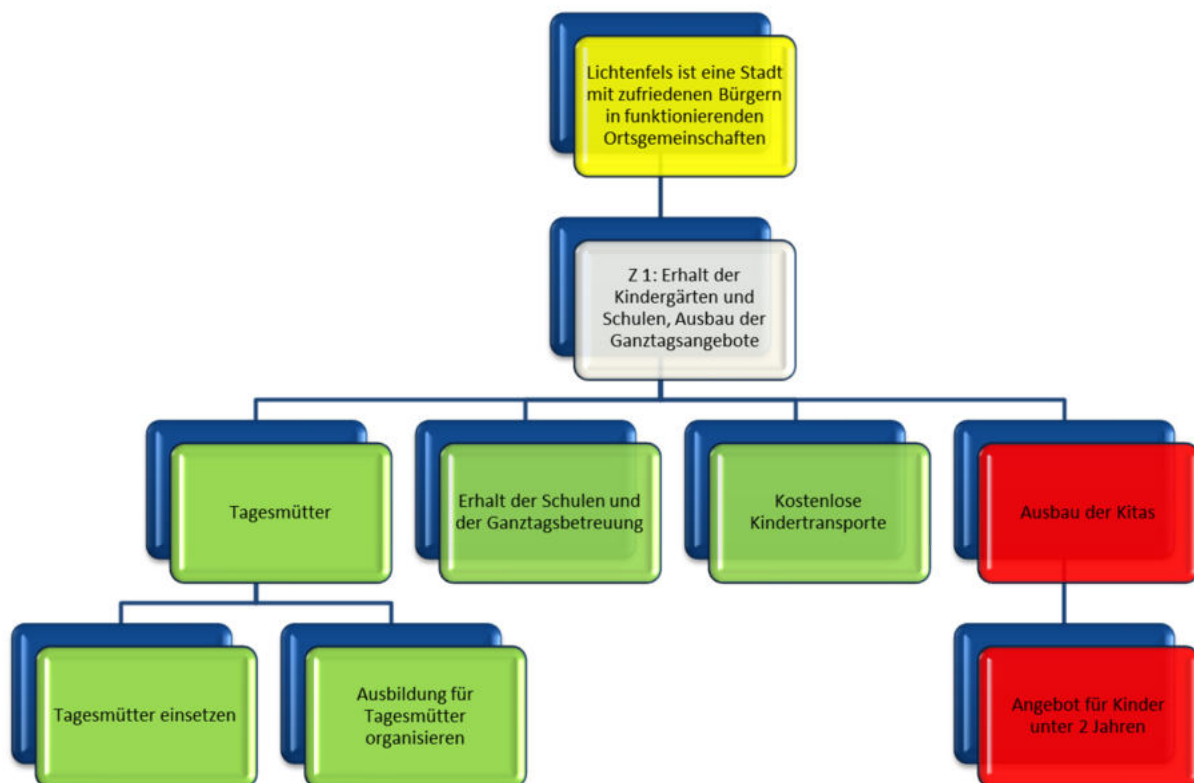 Lichtenfels ist eine Stadt
mit zufriedenen Bürgern
in funktionierenden
Ortsgemeinschaften
Z 1: Erhalt der
Kindergärten und
Schulen, Ausbau der
Ganztagsangebote
Tagesmütter
Erhalt der Schulen und
der Ganztagsbetreuung
Kostenlose
Kindertransporte
Ausbau der Kitas
Tagesmütter einsetzen
Ausbildung für
Tagesmütter
organisieren
Angebot für Kinder
unter 2 Jahren